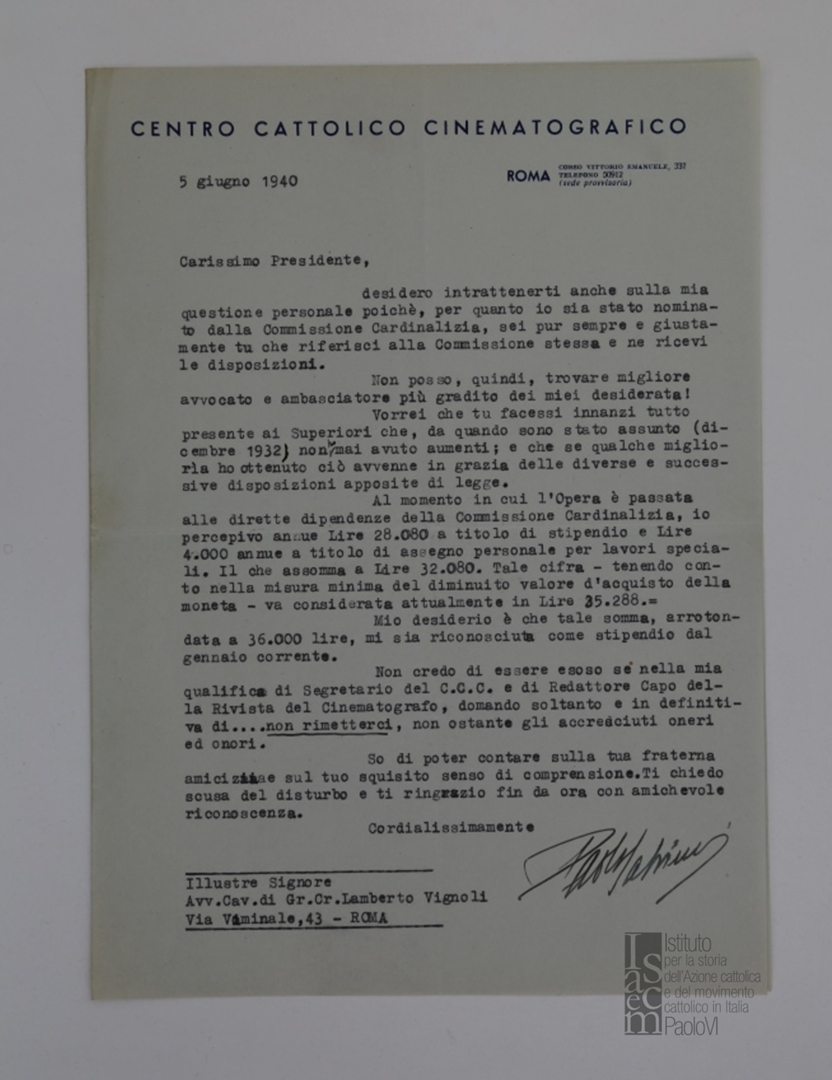 CENTRO CATTOLICO CINEMATOGRAFICO
5 giugno 1940
ROMA
CORSO VITTORIO EMANUELE, 337
TELEFONO 50912
(sede provvisoria)
Carissimo Presidente,
desidero intrattenerti anche sulla mia
questione personale poichè, per quanto io sia stato nomina-
to dalla Commissione Cardinalizia, sei pur sempre e giusta-
mente tu che riferisci alla Commissione stessa e ne ricevi
le disposizioni.
Non posso, quindi, trovare migliore
avvocato e ambasciatore più gradito dei miei desiderata!
Vorrei che tu facessi innanzi tutto
presente ai Superiori che, da quando sono stato assunto (di-
cembre 1932) non mai avuto aumenti; e che se qualche miglio-
rìa ho ottenuto ciò avvenne in grazia delle diverse e succes-
sive disposizioni apposite di legge.
Al momento in cui l'Opera è passata
alle dirette dipendenze della Commissione Cardinalizia, io
percepivo annue Lire 28.080 a titolo di stipendio e Lire
4.000 annue a titolo di assegno personale per lavori specia-
li. Il che assomma a Lire 32.080. Tale cifra - tenendo con-
to nella misura minima del diminuito valore d'acquisto della
moneta - va considerata attualmente in Lire 35.288.=
Mio desiderio è che tale somma, arroton-
data a 36.000 lire, mi sia riconosciuta come stipendio dal
gennaio corrente.
Non credo di essere esoso se nella mia
qualifica di Segretario del C.C.C. e di Redattore Capo del-
la Rivista del Cinematografo, domando soltanto e in definiti-
va di....non rimetterci, non ostante gli accredciuti oneri
ed onori.
So di poter contare sulla tua fraterna
amicizia e sul tuo squisito senso di comprensione.Ti chiedo
scusa del disturbo e ti ringrazio fin da ora con amichevole
riconoscenza.
Cordialissimamente
Illustre Signore
Avv.Cav.di Gr.Cr.Lamberto Vignoli
Via Viminale,43 - ROMA
Isacem
Istituto
per la storia
dell'Azione cattolica
e del movimento
cattolico in Italia
PaoloVI